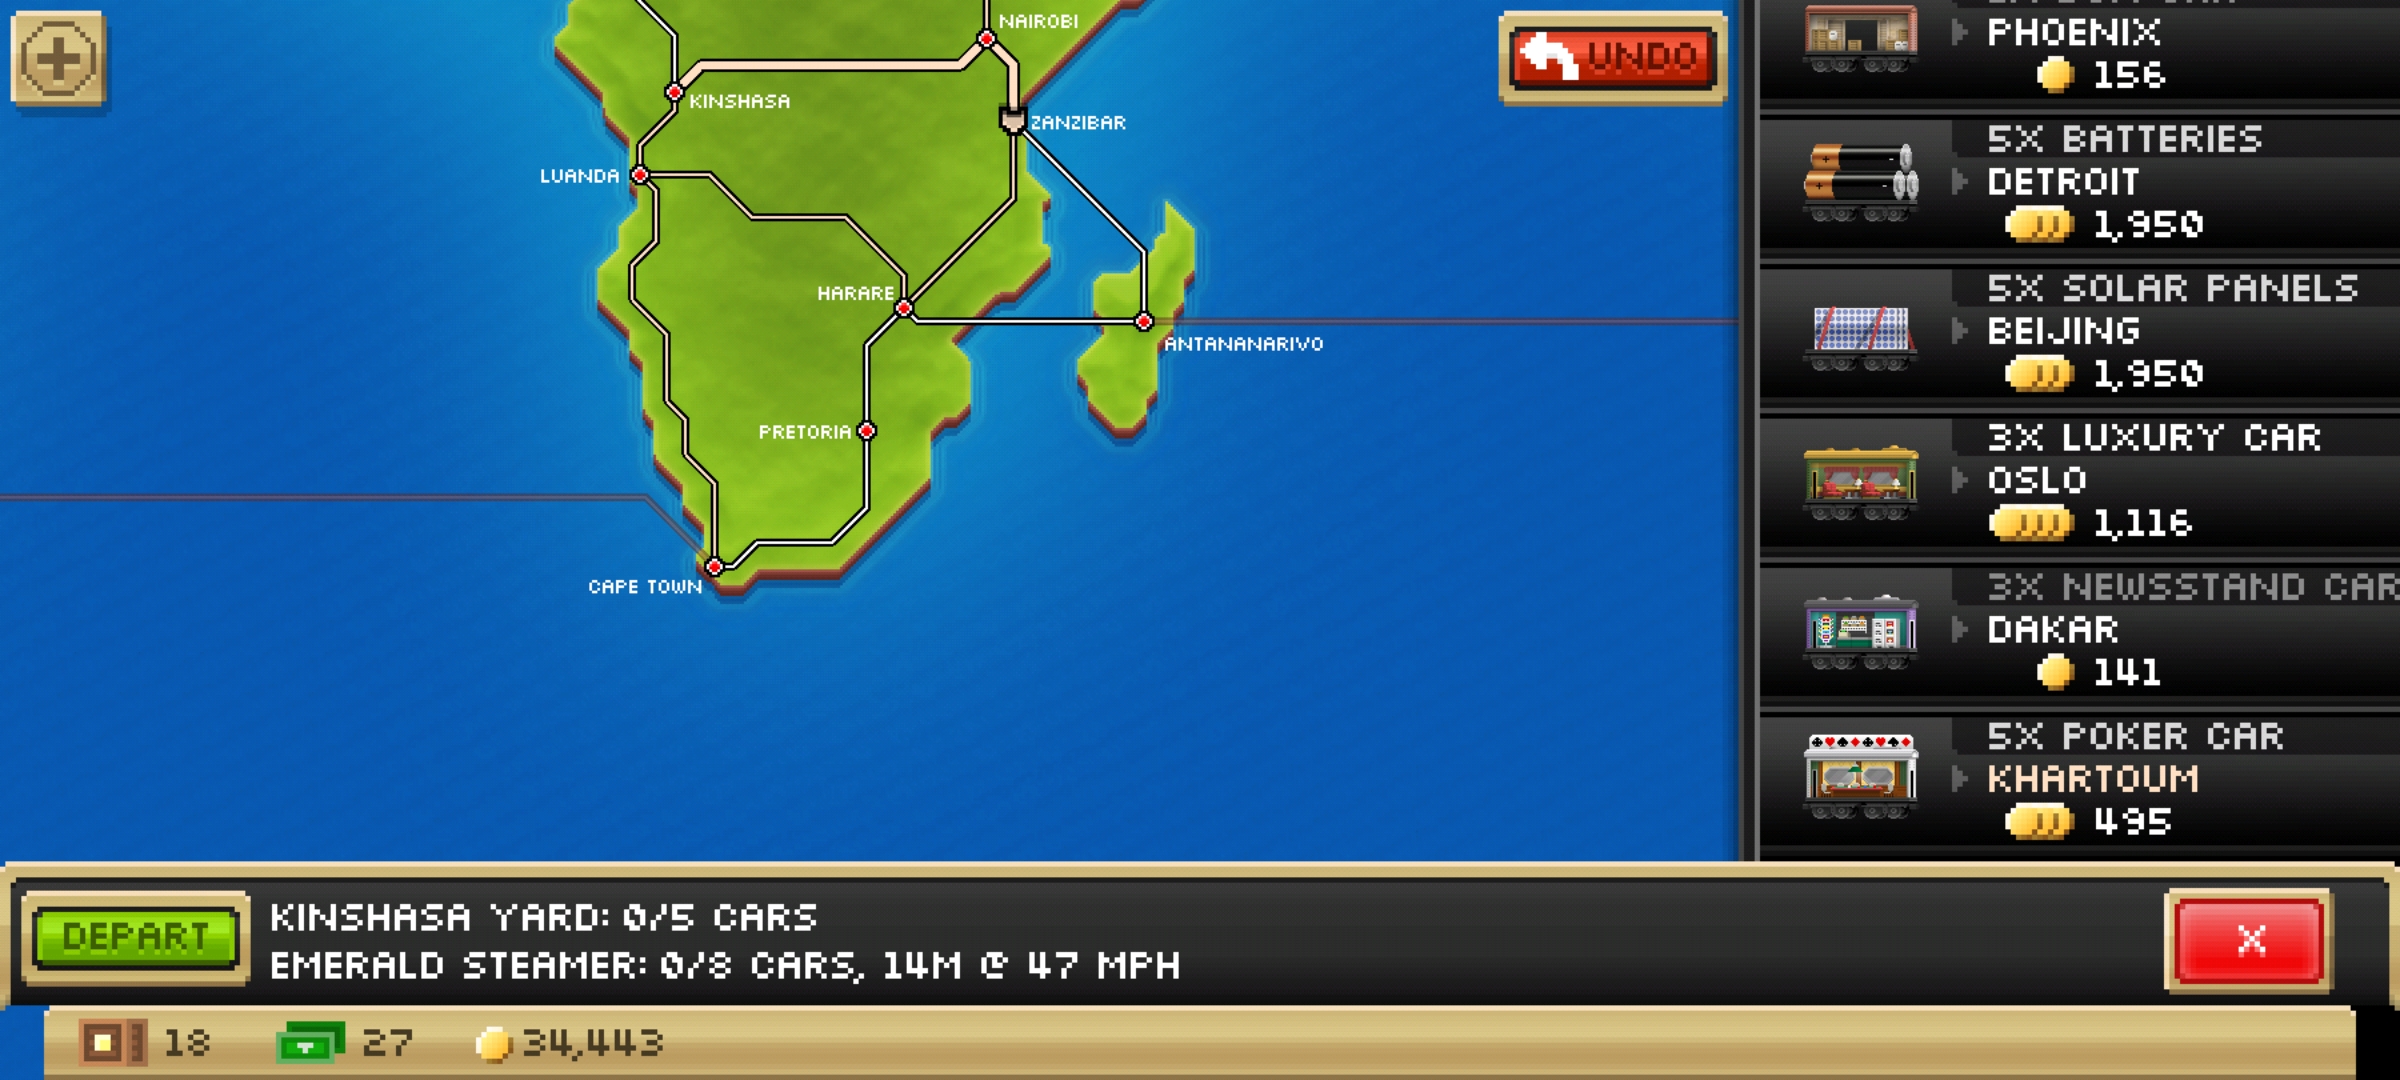 NAIROBI
KINSHASA
ZANZIBAR
LUANDA
HARARE
ANTANANARIVO
PRETORIA
CAPE TOWN
UNDO
PHOENIX
156
5X BATTERIES
DETROIT
1,950
5X SOLAR PANELS
BEIJING
1,950
3X LUXURY CAR
OSLO
1,116
3X NEWSSTAND CAR
DAKAR
141
5X POKER CAR
KHARTOUM
495
DEPART
KINSHASA YARD: 0/5 CARS
EMERALD STEAMER: 0/8 CARS, 14M @ 47 MPH
X
18
27
34,443